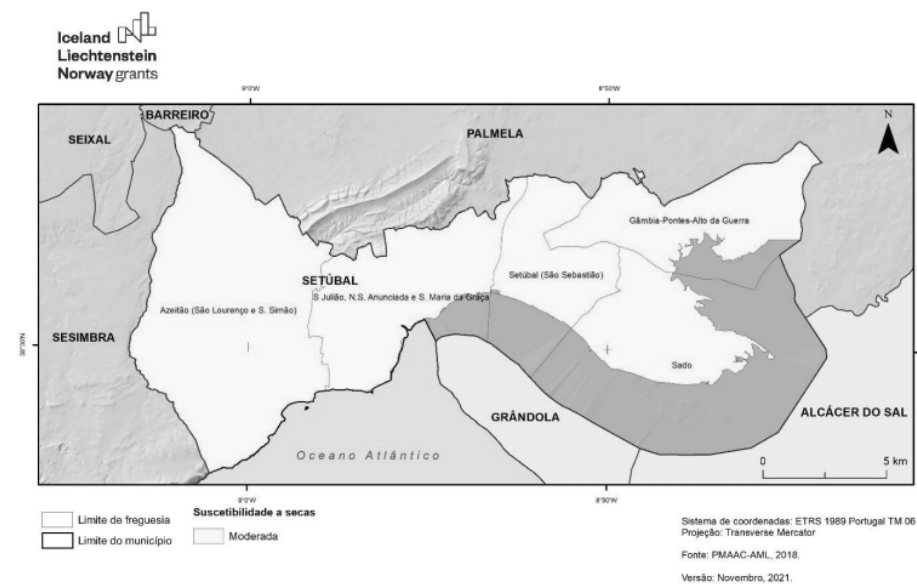 Iceland
Liechtenstein
Norway grants
9°0'W
8°50'W
BARREIRO
SEIXAL
PALMELA
N
Gâmbia-Pontes-Alto da Guerra
SETÚBAL
Setúbal (São Sebastião)
S Julião, N.S. Anunciada e S. Maria da Graça
Azeitão (São Lourenço e S. Simão)
SESIMBRA
38°30'N
Sado
GRÂNDOLA
ALCÁCER DO SAL
Oceano Atlântico
0
5 km
9°0'W
8°50'W
Limite de freguesia
Limite do município
Suscetibilidade a secas
Moderada
Sistema de coordenadas: ETRS 1989 Portugal TM 06
Projeção: Transverse Mercator
Fonte: PMAAC-AML, 2018.
Versão: Novembro, 2021.